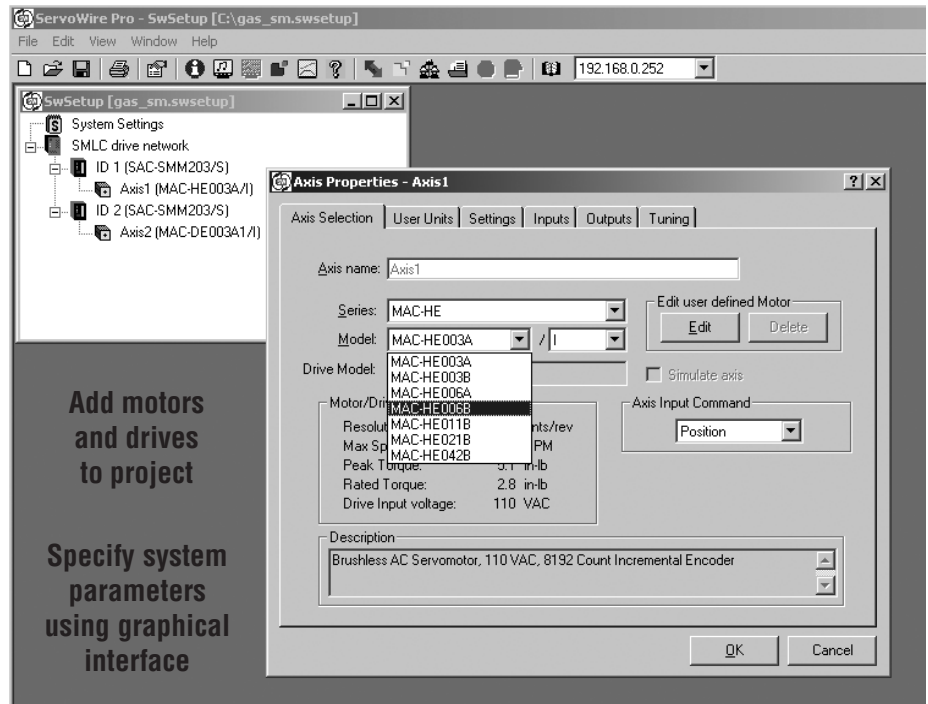 ServoWire Pro - SwSetup [C:\gas_sm.swsetup]
File Edit View Window Help
192.168.0.252
SwSetup [gas_sm.swsetup]
System Settings
SMLC drive network
ID 1 (SAC-SMM203/S)
Axis1 (MAC-HE003A/I)
ID 2 (SAC-SMM203/S)
Axis2 (MAC-DE003A1/I)
Axis Properties - Axis1
Axis Selection User Units Settings Inputs Outputs Tuning
Axis name: Axis1
Series: MAC-HE
Model: MAC-HE003A / I
Edit user defined Motor
Edit Delete
Drive Model:
MAC-HE003A
MAC-HE003B
MAC-HE006A
MAC-HE006B
MAC-HE011B
MAC-HE021B
MAC-HE042B
Simulate axis
Axis Input Command
Position
Peak Torque: 5.1 in-lb
Rated Torque: 2.8 in-lb
Drive Input voltage: 110 VAC
Description
Brushless AC Servomotor, 110 VAC, 8192 Count Incremental Encoder
OK Cancel
Add motors
and drives
to project
Specify system
parameters
using graphical
interface